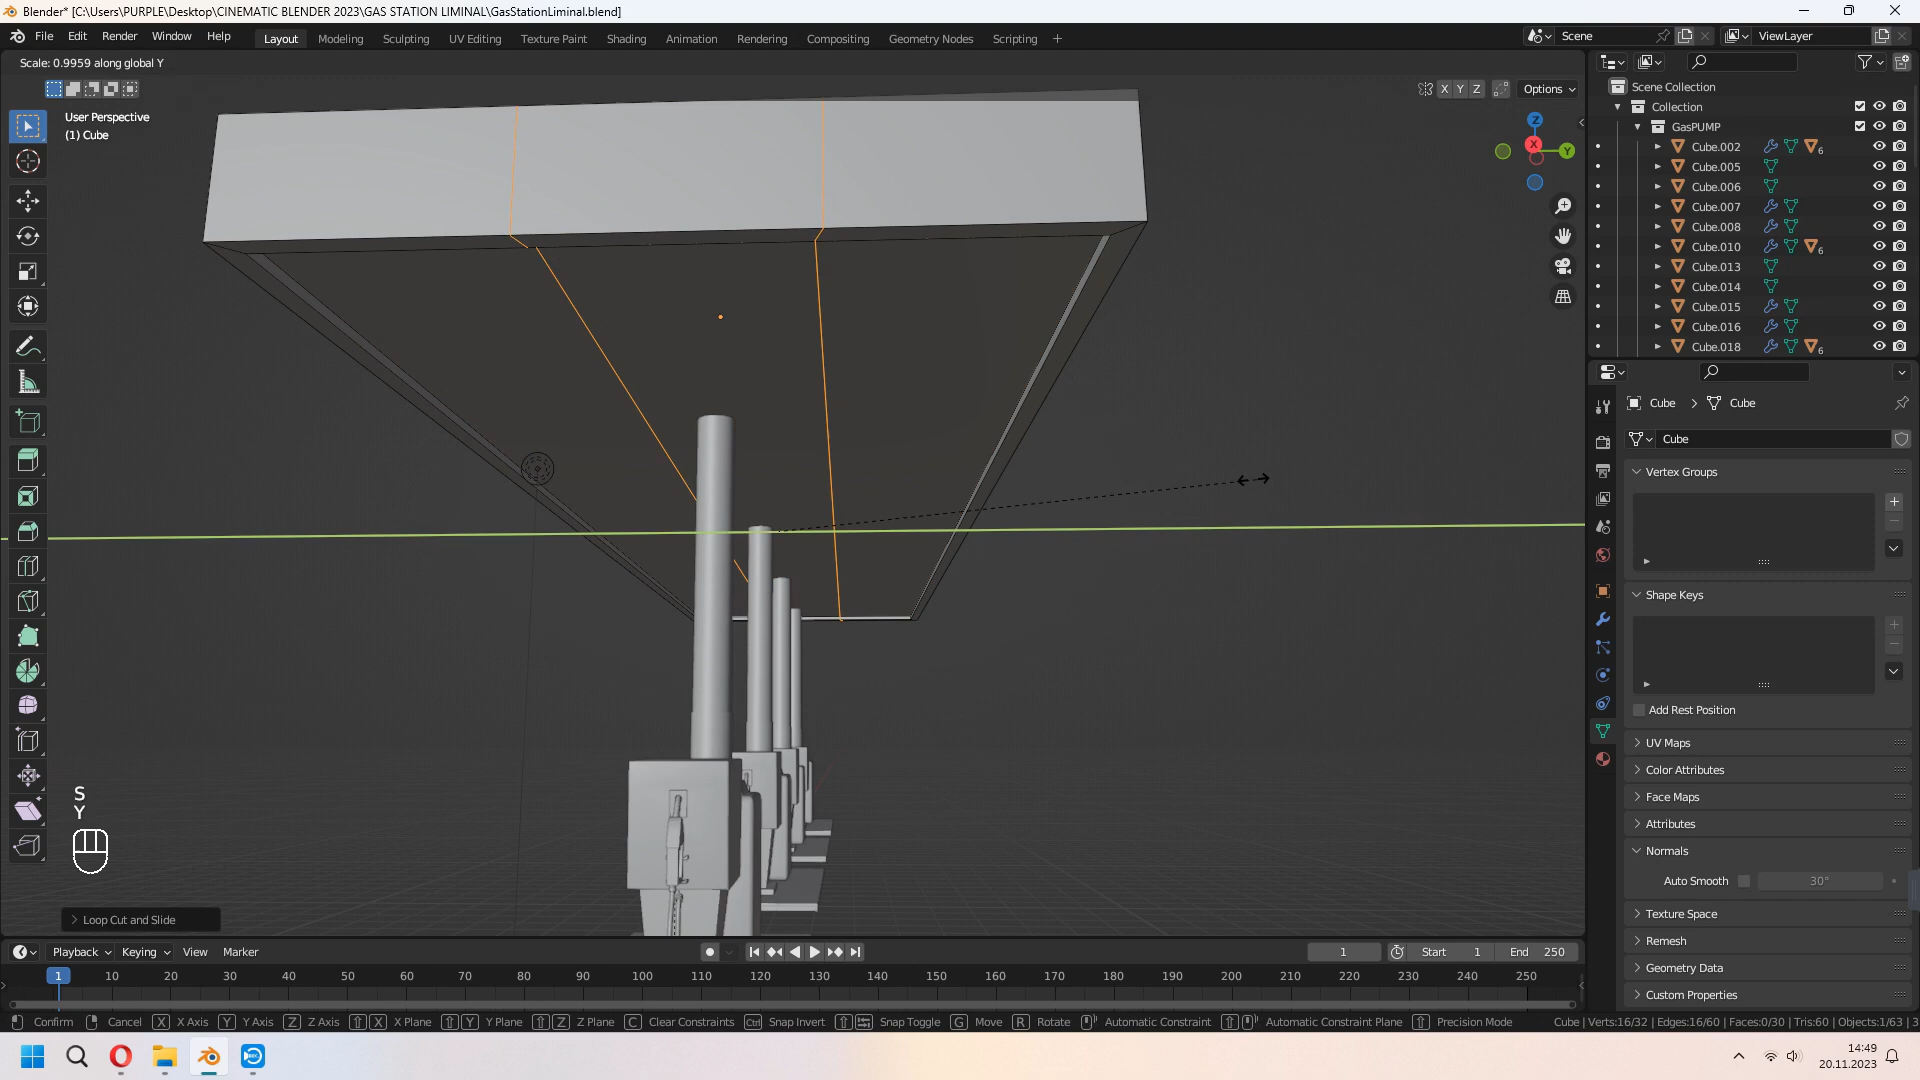 Blender* [C:\Users\PURPLE\Desktop\CINEMATIC BLENDER 2023\GAS STATION LIMINAL\GasStationLiminal.blend]
File Edit Render Window Help Layout Modeling Sculpting UV Editing Texture Paint Shading Animation Rendering Compositing Geometry Nodes Scripting + Scene ViewLayer
Scale: 0.9959 along global Y
X Y Z Options
User Perspective
(1) Cube
Z
X
Y
Scene Collection
Collection
GasPUMP
Cube.002 6
Cube.005
Cube.006
Cube.007
Cube.008
Cube.010 6
Cube.013
Cube.014
Cube.015
Cube.016
Cube.018 6
Cube > Cube
Cube
Vertex Groups
Shape Keys
Add Rest Position
UV Maps
Color Attributes
Face Maps
Attributes
Normals
Auto Smooth 30°
Texture Space
Remesh
Geometry Data
Custom Properties
S
Y
Loop Cut and Slide
Playback Keying View Marker 1 Start 1 End 250
1 10 20 30 40 50 60 70 80 90 100 110 120 130 140 150 160 170 180 190 200 210 220 230 240 250
Confirm Cancel X X Axis Y Y Axis Z Z Axis X X Plane Y Y Plane Z Z Plane C Clear Constraints Ctrl Snap Invert Snap Toggle G Move R Rotate Automatic Constraint Automatic Constraint Plane Precision Mode Cube | Verts:16/32 | Edges:16/60 | Faces:0/30 | Tris:60 | Objects:1/63 | 3
14:49
20.11.2023